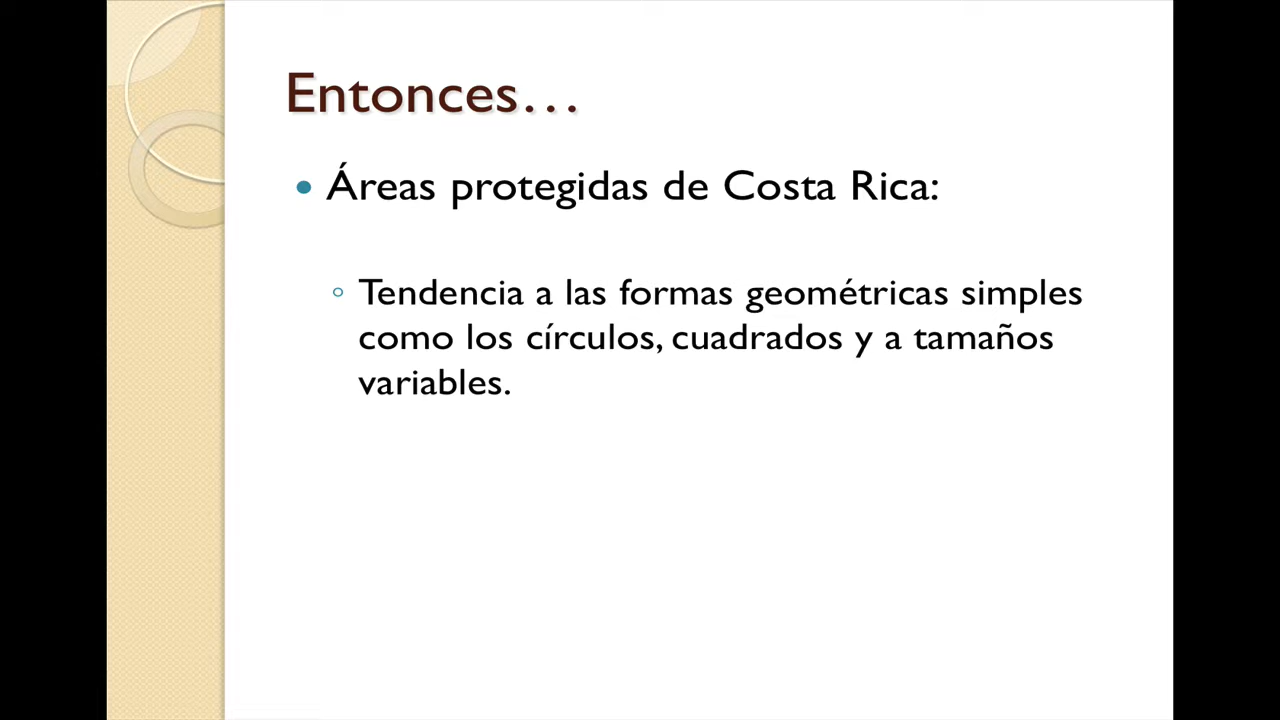 Entonces…
• Áreas protegidas de Costa Rica:
◦ Tendencia a las formas geométricas simples
como los círculos, cuadrados y a tamaños
variables.